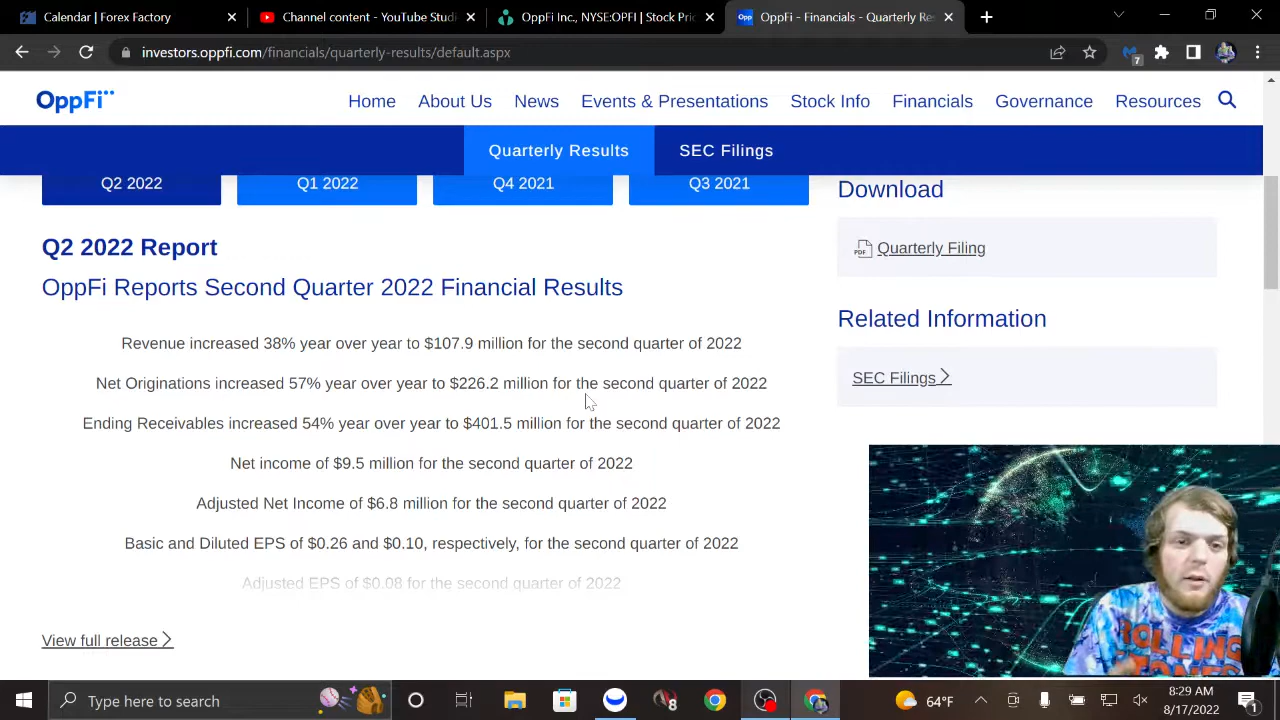 Calendar | Forex Factory
Channel content - YouTube Studi
OppFi Inc., NYSE:OPFI | Stock Pric
Opp
OppFi - Financials - Quarterly Res
investors.oppfi.com/financials/quarterly-results/default.aspx
7
OppFi
Home
About Us
News
Events & Presentations
Stock Info
Financials
Governance
Resources
Quarterly Results
SEC Filings
Q2 2022
Q1 2022
Q4 2021
Q3 2021
Download
PDF
Quarterly Filing
Q2 2022 Report
OppFi Reports Second Quarter 2022 Financial Results
Related Information
SEC Filings
Revenue increased 38% year over year to $107.9 million for the second quarter of 2022
Net Originations increased 57% year over year to $226.2 million for the second quarter of 2022
Ending Receivables increased 54% year over year to $401.5 million for the second quarter of 2022
Net income of $9.5 million for the second quarter of 2022
Adjusted Net Income of $6.8 million for the second quarter of 2022
Basic and Diluted EPS of $0.26 and $0.10, respectively, for the second quarter of 2022
Adjusted EPS of $0.08 for the second quarter of 2022
View full release
ROLLING
STONES
Type here to search
8
64°F
8:29 AM
8/17/2022
1